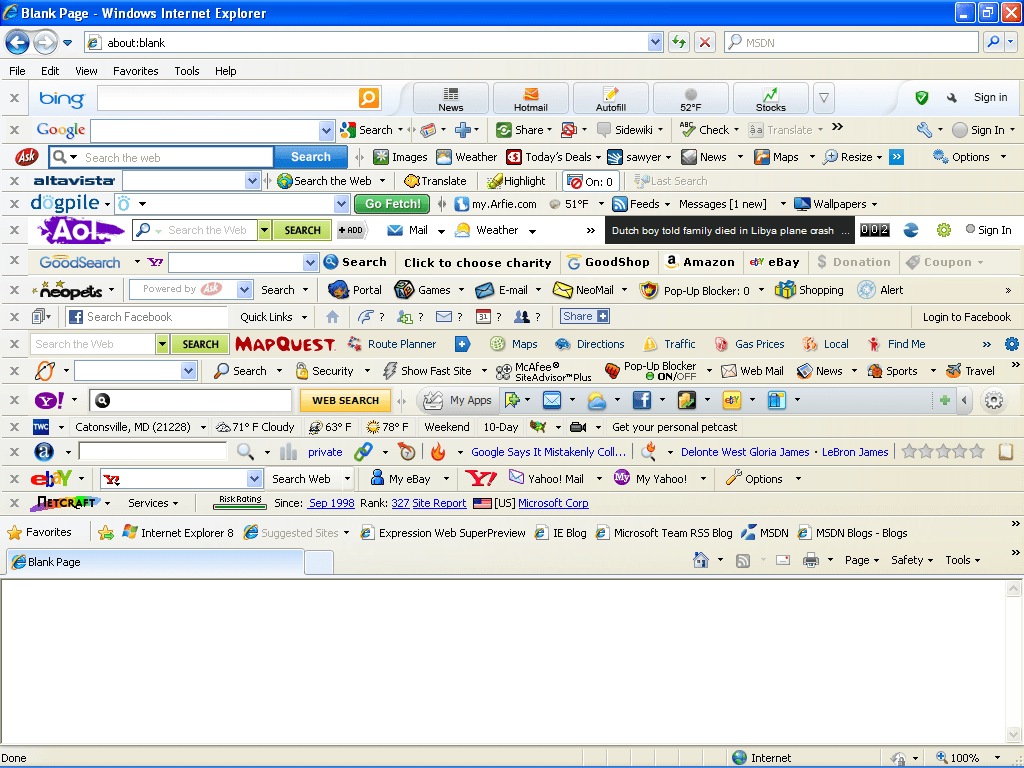 Blank Page - Windows Internet Explorer
about:blank MSDN
File Edit View Favorites Tools Help
x bing News Hotmail Autofill 52°F Stocks Sign in
x Google Search Share Sidewiki ABC Check Translate » Sign In
Ask Search the web Search Images Weather Today's Deals sawyer News Maps Resize » Options
x altavista Search the Web Translate Highlight On: 0 Last Search
x dogpile Go Fetch! my.Arfie.com 51°F Feeds Messages [1 new] Wallpapers
x Aol. Search the Web SEARCH +ADD Mail Weather » Dutch boy told family died in Libya plane crash ... 002 Sign In
x GoodSearch Y! Search Click to choose charity GoodShop a Amazon ebY eBay $ Donation Coupon
x neopets Powered by Ask Search Portal Games E-mail NeoMail Pop-Up Blocker: 0 Shopping Alert »
x Search Facebook Quick Links ? ? ? 31 ? ? Share Login to Facebook
x Search the Web SEARCH MAPQUEST. Route Planner Maps Directions Traffic Gas Prices Local Find Me »
x Search Security Show Fast Site McAfee® SiteAdvisor™Plus Pop-Up Blocker ON/OFF Web Mail News Sports Travel »
x Y! WEB SEARCH My Apps
x TWC Catonsville, MD (21228) 71° F Cloudy 63° F 78° F Weekend 10-Day Get your personal petcast
x a private Google Says It Mistakenly Coll... Delonte West Gloria James · LeBron James
x ebaY Y! Search Web My eBay Y! Yahoo! Mail My Yahoo! Options
x NETCRAFT Services Risk Rating Since: Sep 1998 Rank: 327 Site Report [US] Microsoft Corp
Favorites Internet Explorer 8 Suggested Sites Expression Web SuperPreview IE Blog Microsoft Team RSS Blog MSDN MSDN Blogs - Blogs »
Blank Page Page Safety Tools »
Done Internet 100%